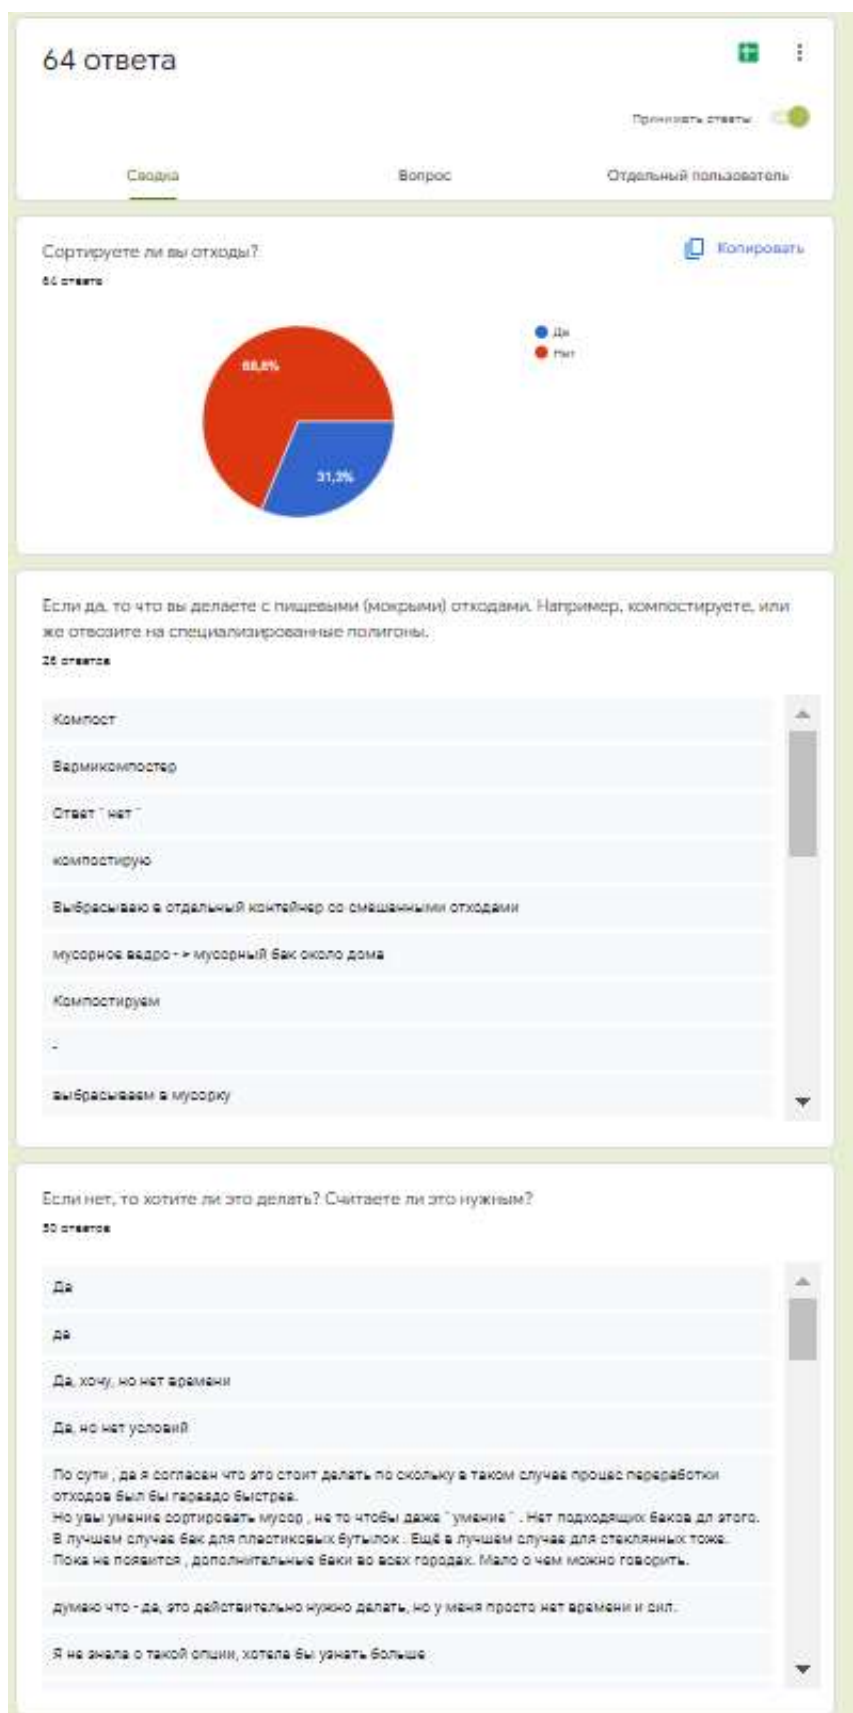 64 ответа
Принимать ответы
Сводка
Вопрос
Отдельный пользователь
Сортируете ли вы отходы?
Копировать
64 ответа
Да
Нет
68,8%
31,3%
Если да, то что вы делаете с пищевыми (мокрыми) отходами. Например, компостируете, или
же отвозите на специализированные полигоны.
26 ответов
Компост
Вермикомпостер
Ответ " нет "
компостирую
Выбрасываю в отдельный контейнер со смешанными отходами
мусорное ведро - > мусорный бак около дома
Компостируем
-
выбрасываем в мусорку
Если нет, то хотите ли это делать? Считаете ли это нужным?
50 ответов
Да
да
Да, хочу, но нет времени
Да, но нет условий
По сути , да я согласен что это стоит делать по скольку в таком случае процес переработки
отходов был бы гараздо быстрее.
Но увы умение сортировать мусор , не то чтобы даже " умение " . Нет подходящих баков дл этого.
В лучшем случае бак для пластиковых бутылок . Ещё в лучшем случае для стеклянных тоже.
Пока не появится , дополнительные баки во всех городах. Мало о чем можно говорить.
думаю что - да, это действительно нужно делать, но у меня просто нет времени и сил.
Я не знала о такой опции, хотела бы узнать больше